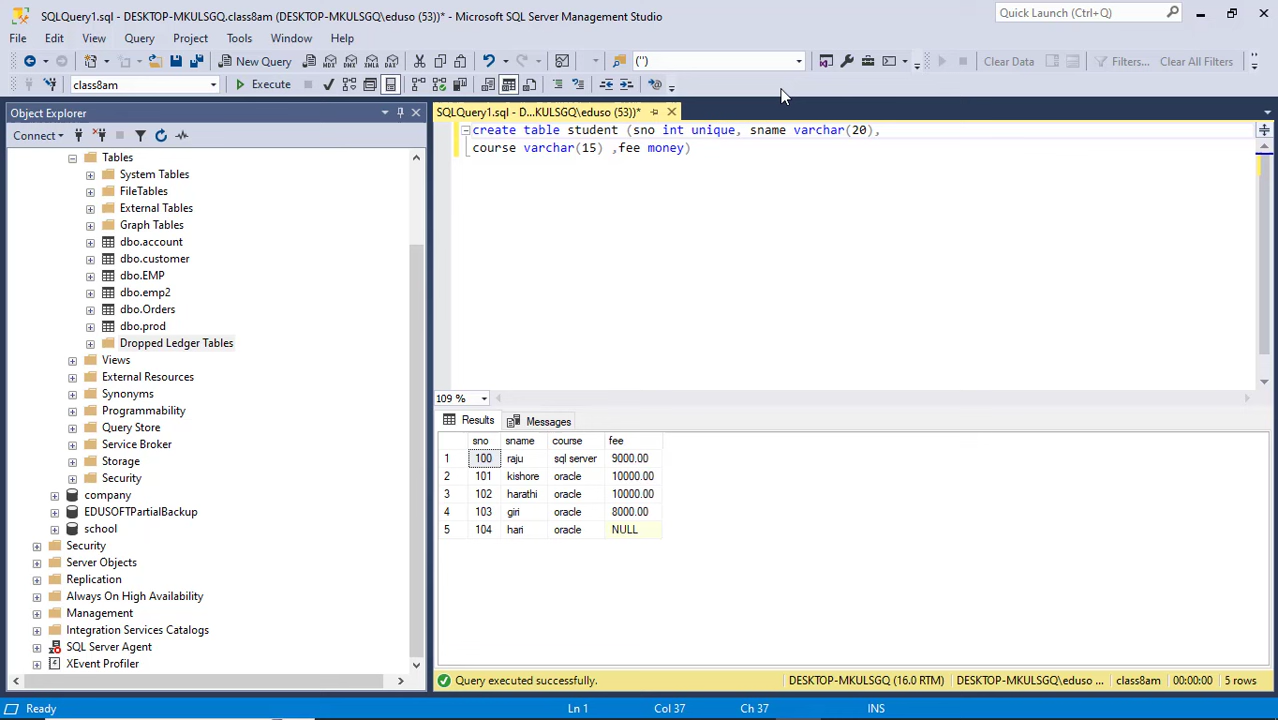 SQLQuery1.sql - DESKTOP-MKULSGQ.class8am (DESKTOP-MKULSGQ\eduso (53))* - Microsoft SQL Server Management Studio
Quick Launch (Ctrl+Q)
File Edit View Query Project Tools Window Help
New Query
MDX DMX XMLA DAX
('')
Clear Data
Filters...
Clear All Filters
class8am
Execute
Object Explorer
Connect
Tables
System Tables
FileTables
External Tables
Graph Tables
dbo.account
dbo.customer
dbo.EMP
dbo.emp2
dbo.Orders
dbo.prod
Dropped Ledger Tables
Views
External Resources
Synonyms
Programmability
Query Store
Service Broker
Storage
Security
company
EDUSOFTPartialBackup
school
Security
Server Objects
Replication
Always On High Availability
Management
Integration Services Catalogs
SQL Server Agent
XEvent Profiler
SQLQuery1.sql - D...KULSGQ\eduso (53))*
create table student (sno int unique, sname varchar(20),
course varchar(15) ,fee money)
109 %
Results Messages
sno sname course fee
1 100 raju sql server 9000.00
2 101 kishore oracle 10000.00
3 102 harathi oracle 10000.00
4 103 giri oracle 8000.00
5 104 hari oracle NULL
Query executed successfully.
DESKTOP-MKULSGQ (16.0 RTM)
DESKTOP-MKULSGQ\eduso ...
class8am
00:00:00
5 rows
Ready
Ln 1
Col 37
Ch 37
INS